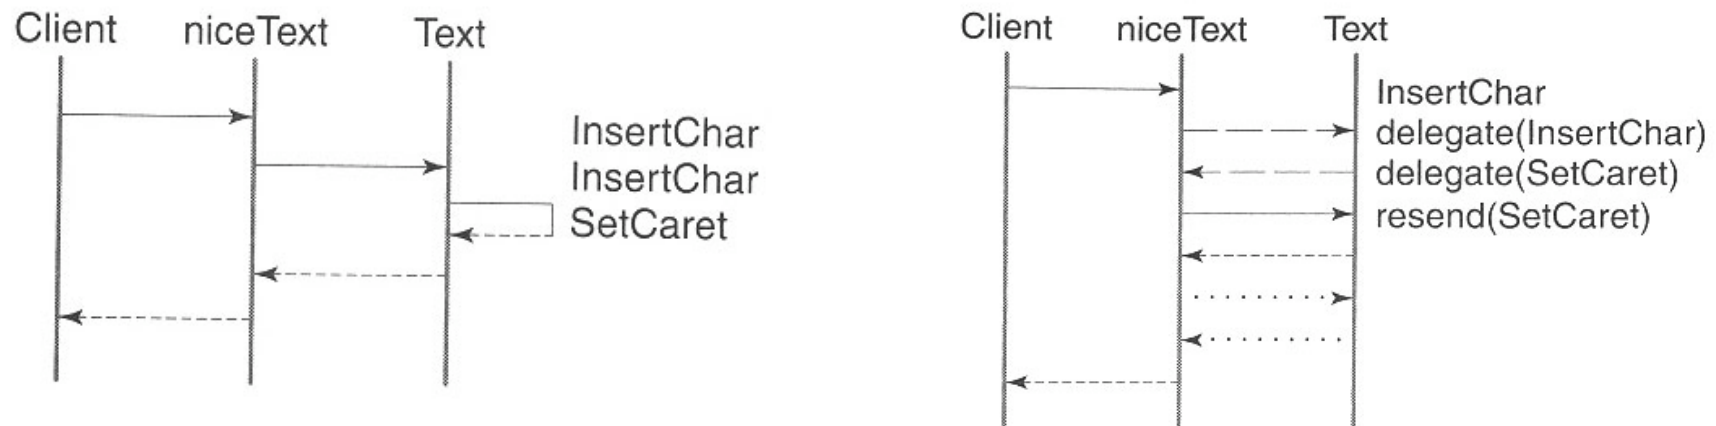 Client niceText Text
InsertChar
InsertChar
SetCaret
Client niceText Text
InsertChar
delegate(InsertChar)
delegate(SetCaret)
resend(SetCaret)